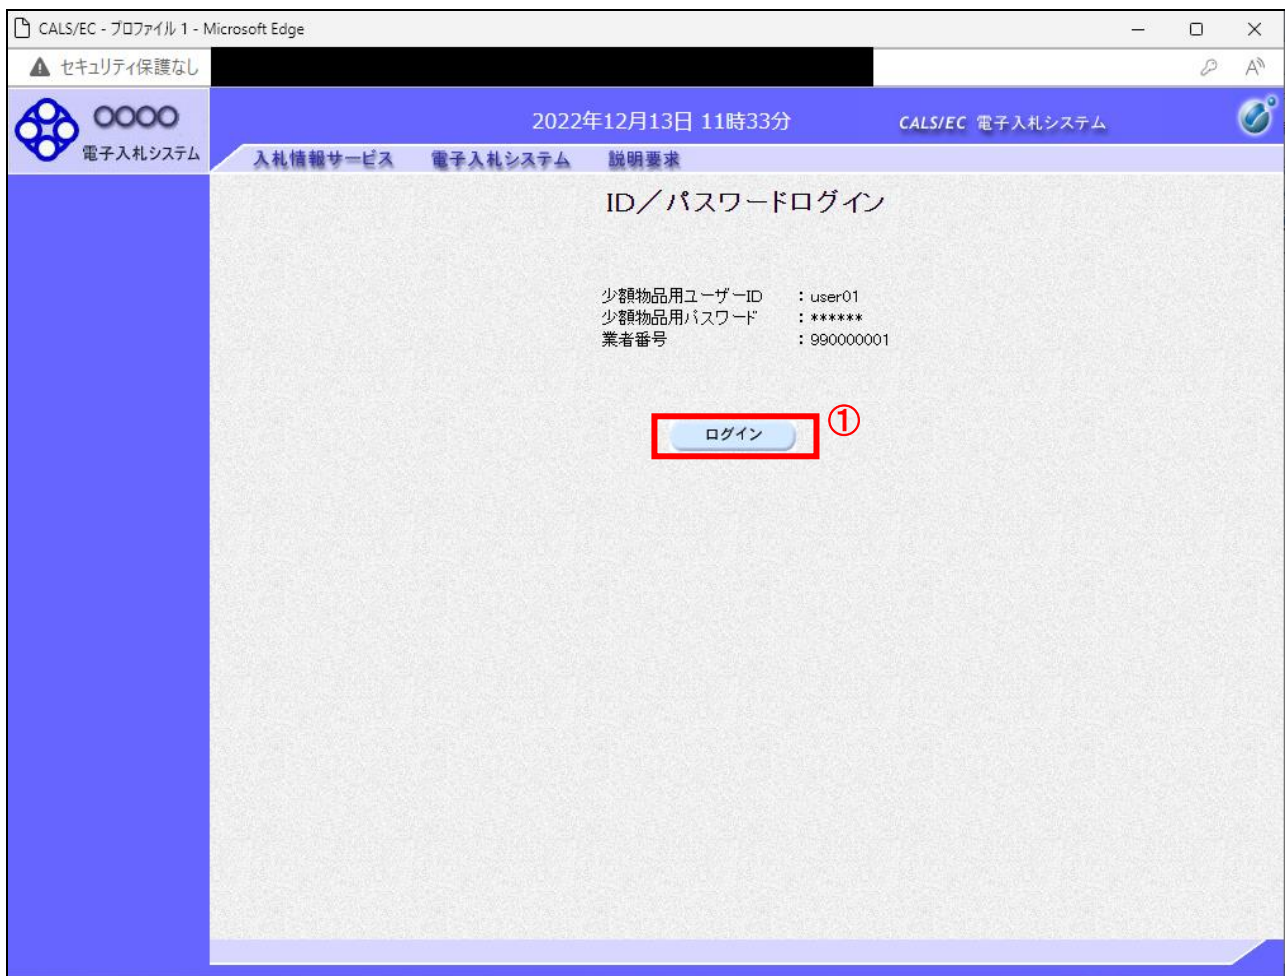 CALS/EC - プロファイル 1 - Microsoft Edge
セキュリティ保護なし
○○○○
電子入札システム
2022年12月13日 11時33分
CALS/EC 電子入札システム
入札情報サービス 電子入札システム 説明要求
ID／パスワードログイン
少額物品用ユーザーID ：user01
少額物品用パスワード ：******
業者番号 ：990000001
ログイン
①